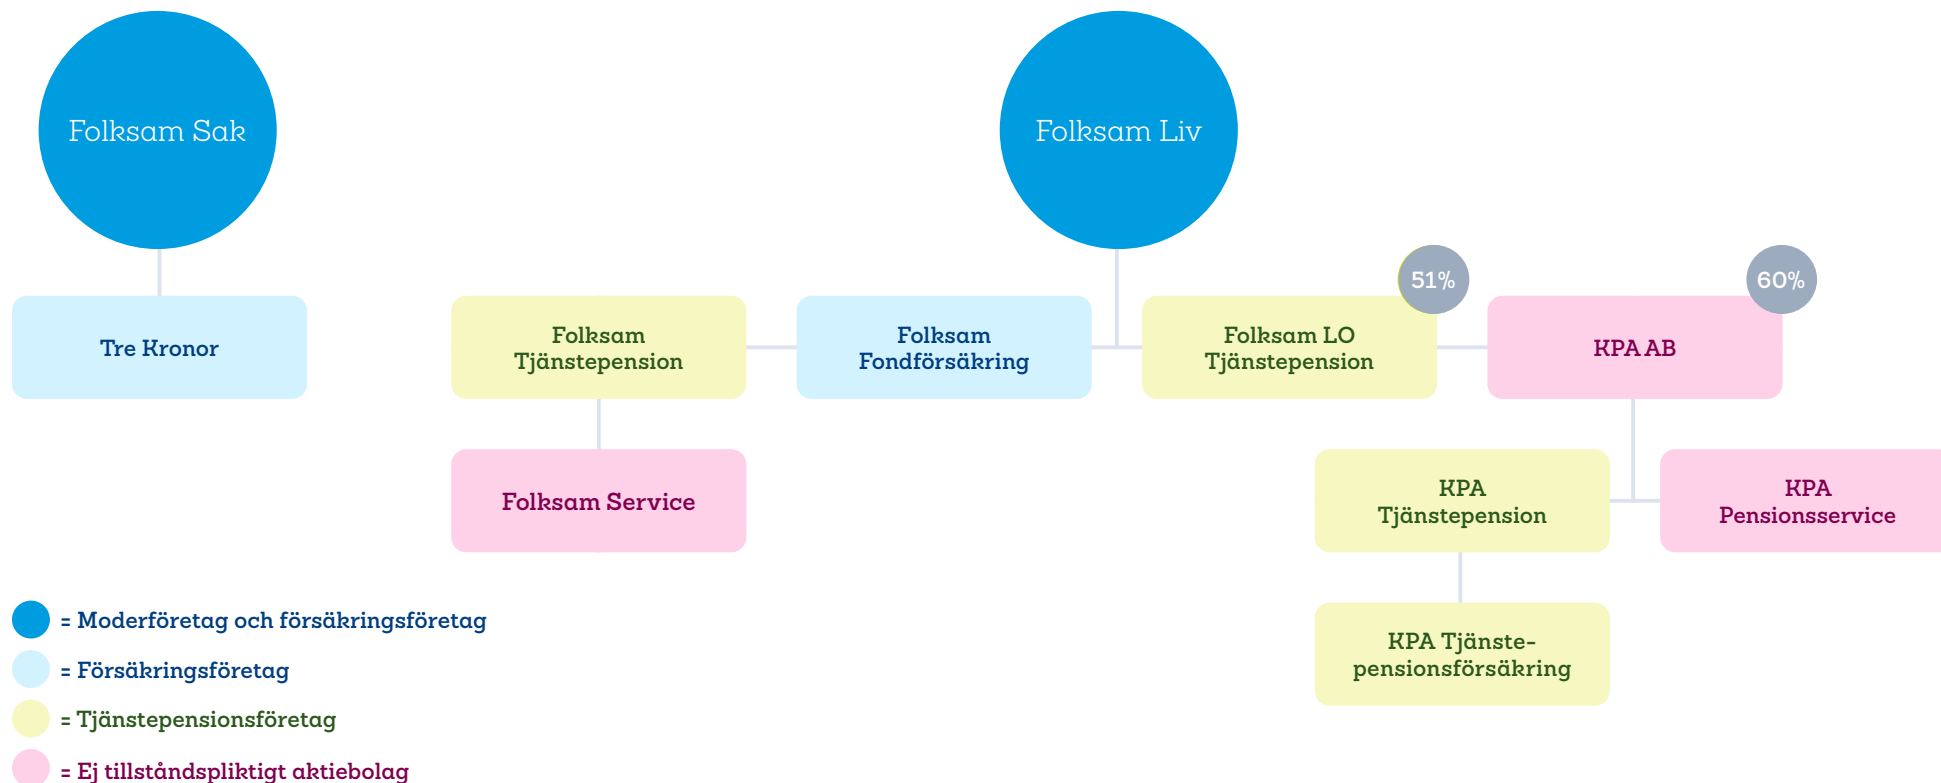 Folksam Sak
Folksam Liv
51%
60%
Tre Kronor
Folksam
Tjänstepension
Folksam
Fondförsäkring
Folksam LO
Tjänstepension
KPA AB
Folksam Service
KPA
Tjänstepension
KPA
Pensionsservice
KPA Tjänste-
pensionsförsäkring
= Moderföretag och försäkringsföretag
= Försäkringsföretag
= Tjänstepensionsföretag
= Ej tillståndspliktigt aktiebolag